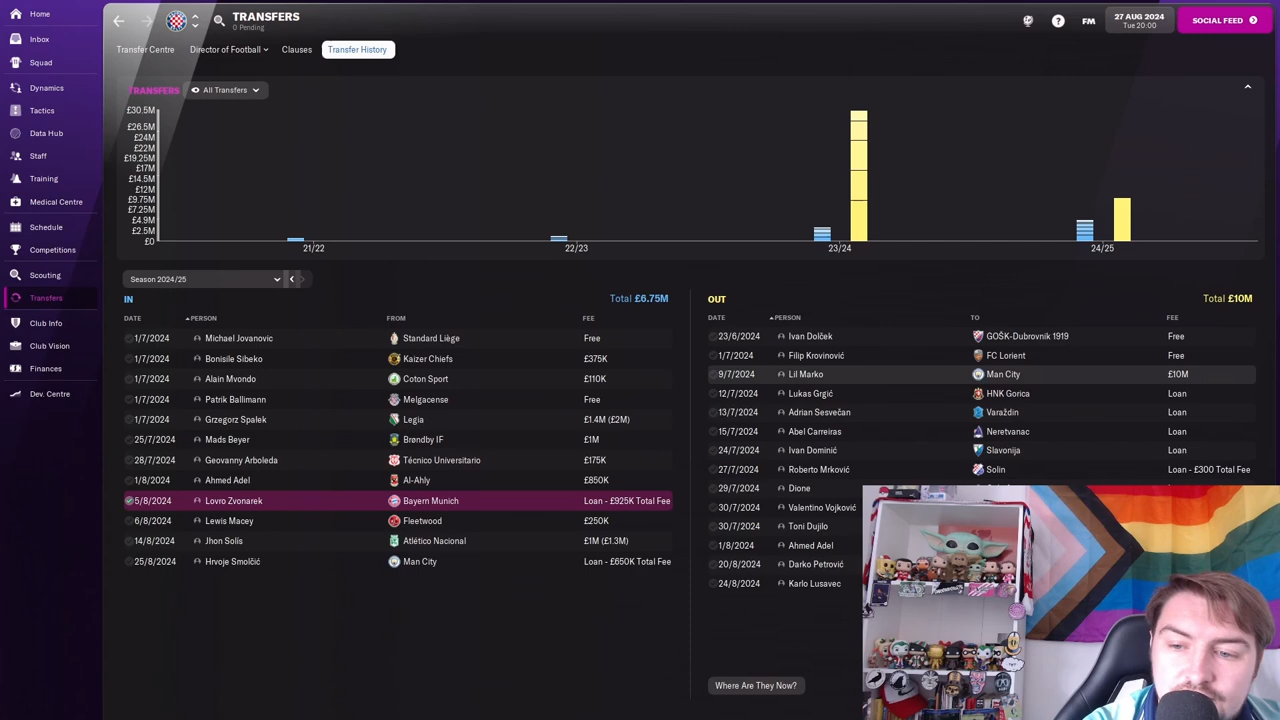 Home
TRANSFERS
0 Pending
27 AUG 2024
Tue 20:00
FM
SOCIAL FEED
Inbox
Squad
Dynamics
Tactics
Data Hub
Staff
Training
Medical Centre
Schedule
Competitions
Scouting
Transfers
Club Info
Club Vision
Finances
Dev. Centre
Transfer Centre
Director of Football
Clauses
Transfer History
TRANSFERS
All Transfers
£30.5M
£26.5M
£24M
£22M
£19.25M
£17M
£14.5M
£12M
£9.75M
£7.25M
£4.9M
£2.5M
£0
21/22
22/23
23/24
24/25
Season 2024/25
IN
Total £6.75M
DATE PERSON FROM FEE
1/7/2024 Michael Jovanovic Standard Liège Free
1/7/2024 Bonisile Sibeko Kaizer Chiefs £375K
1/7/2024 Alain Mvondo Coton Sport £110K
1/7/2024 Patrik Ballimann Melgacense Free
1/7/2024 Grzegorz Spalek Legia £1.4M (£2M)
25/7/2024 Mads Beyer Brøndby IF £1M
28/7/2024 Geovanny Arboleda Técnico Universitario £175K
1/8/2024 Ahmed Adel Al-Ahly £850K
5/8/2024 Lovro Zvonarek Bayern Munich Loan - £925K Total Fee
6/8/2024 Lewis Macey Fleetwood £250K
14/8/2024 Jhon Solís Atlético Nacional £1M (£1.3M)
25/8/2024 Hrvoje Smolčić Man City Loan - £650K Total Fee
OUT
Total £10M
DATE PERSON TO FEE
23/6/2024 Ivan Dolček GOŠK-Dubrovnik 1919 Free
1/7/2024 Filip Krovinović FC Lorient Free
9/7/2024 Lil Marko Man City £10M
12/7/2024 Lukas Grgić HNK Gorica Loan
13/7/2024 Adrian Sesvečan Varaždin Loan
15/7/2024 Abel Carreiras Neretvanac Loan
24/7/2024 Ivan Dominić Slavonija Loan
27/7/2024 Roberto Mrković Solin Loan - £300 Total Fee
29/7/2024 Dione
30/7/2024 Valentino Vojković
30/7/2024 Toni Dujilo
1/8/2024 Ahmed Adel
20/8/2024 Darko Petrović
24/8/2024 Karlo Lusavec
Where Are They Now?